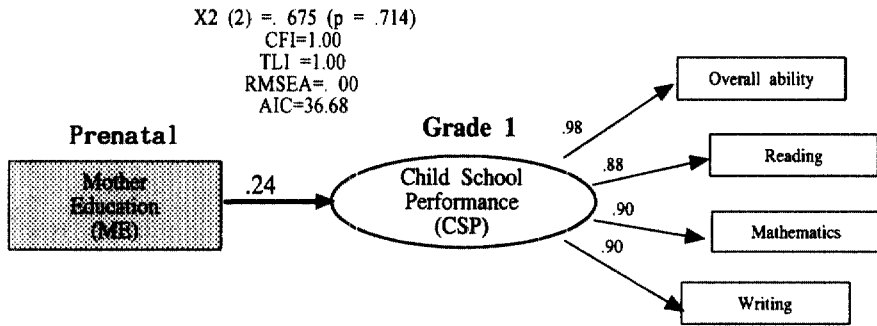 X2 (2) =. 675 (p = .714)
CFI=1.00
TLI =1.00
RMSEA=. 00
AIC=36.68
Prenatal
Mother
Education
(ME)
.24
Grade 1
Child School
Performance
(CSP)
.98
.88
.90
.90
Overall ability
Reading
Mathematics
Writing